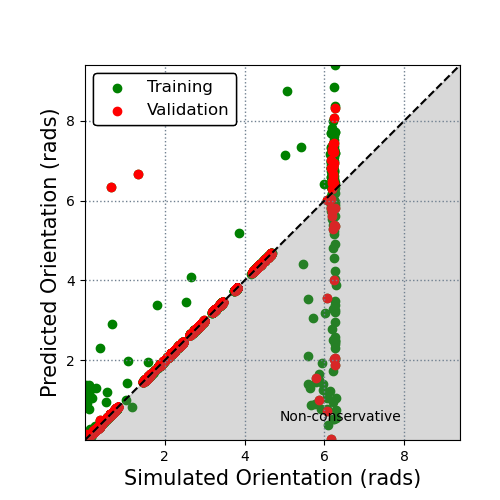 Training
Validation
Predicted Orientation (rads)
8
6
4
2
Non-conservative
2
4
6
8
Simulated Orientation (rads)